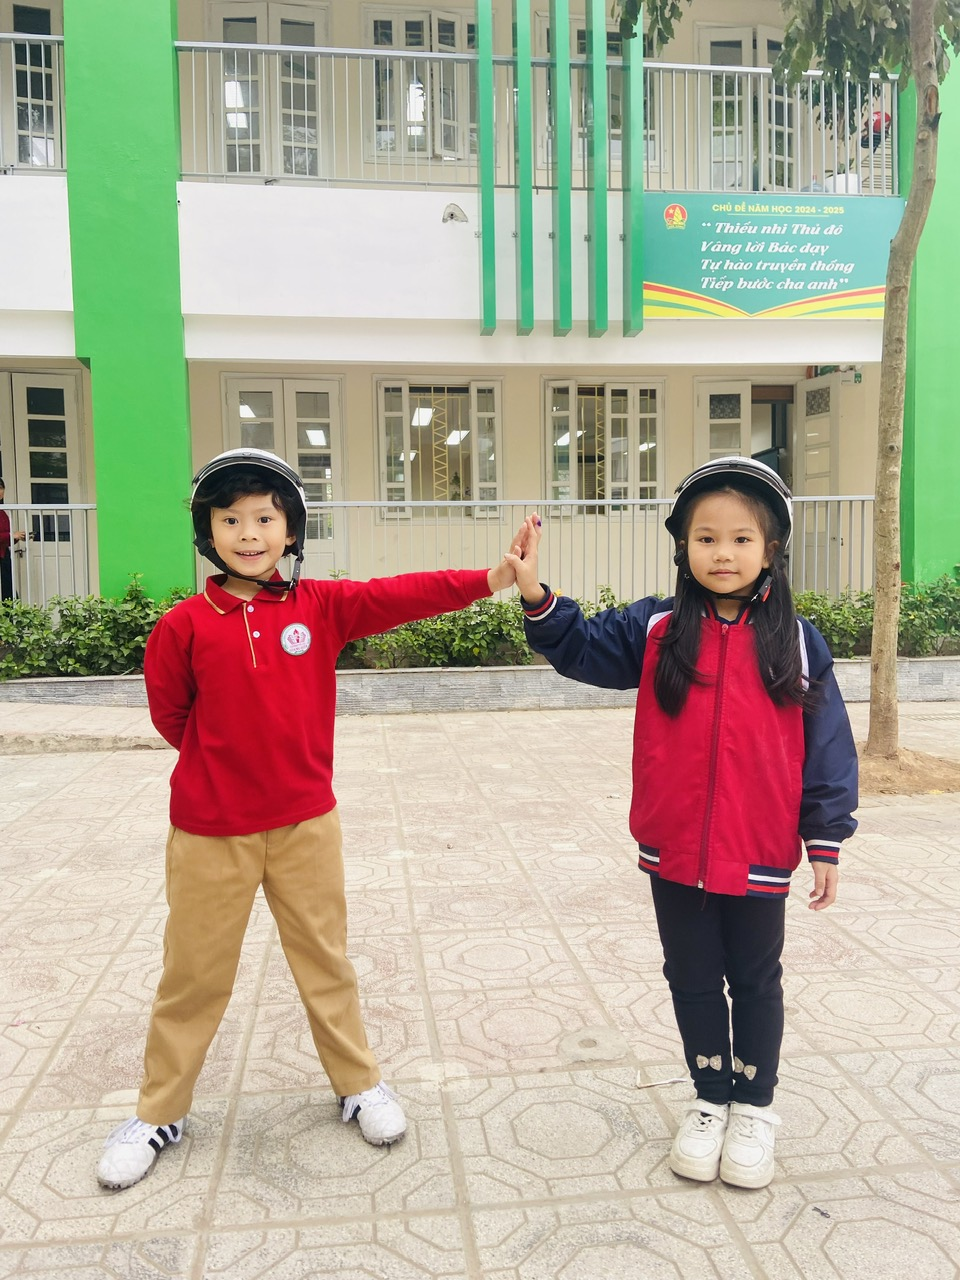 CHỦ ĐỀ NĂM HỌC 2024 - 2025
“ Thiếu nhi Thủ đô
Vâng lời Bác dạy
Tự hào truyền thống
Tiếp bước cha anh”